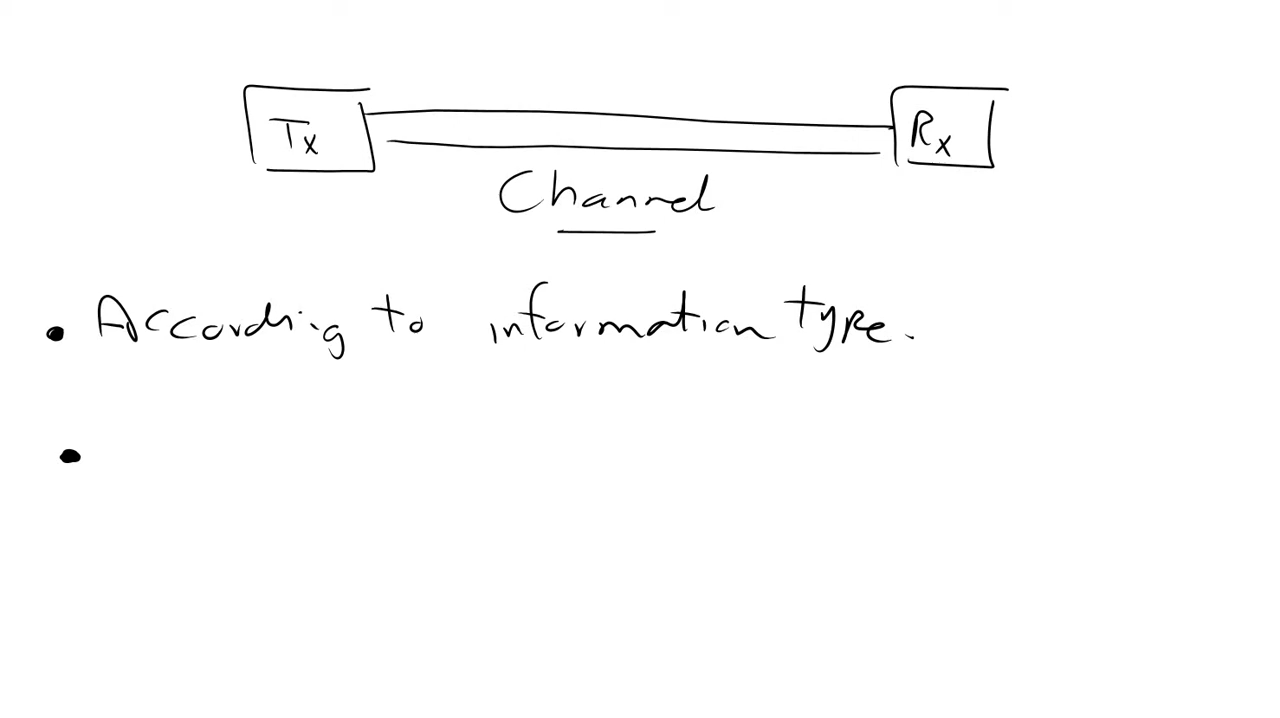 Tx Rx
Channel
• According to information type.
•